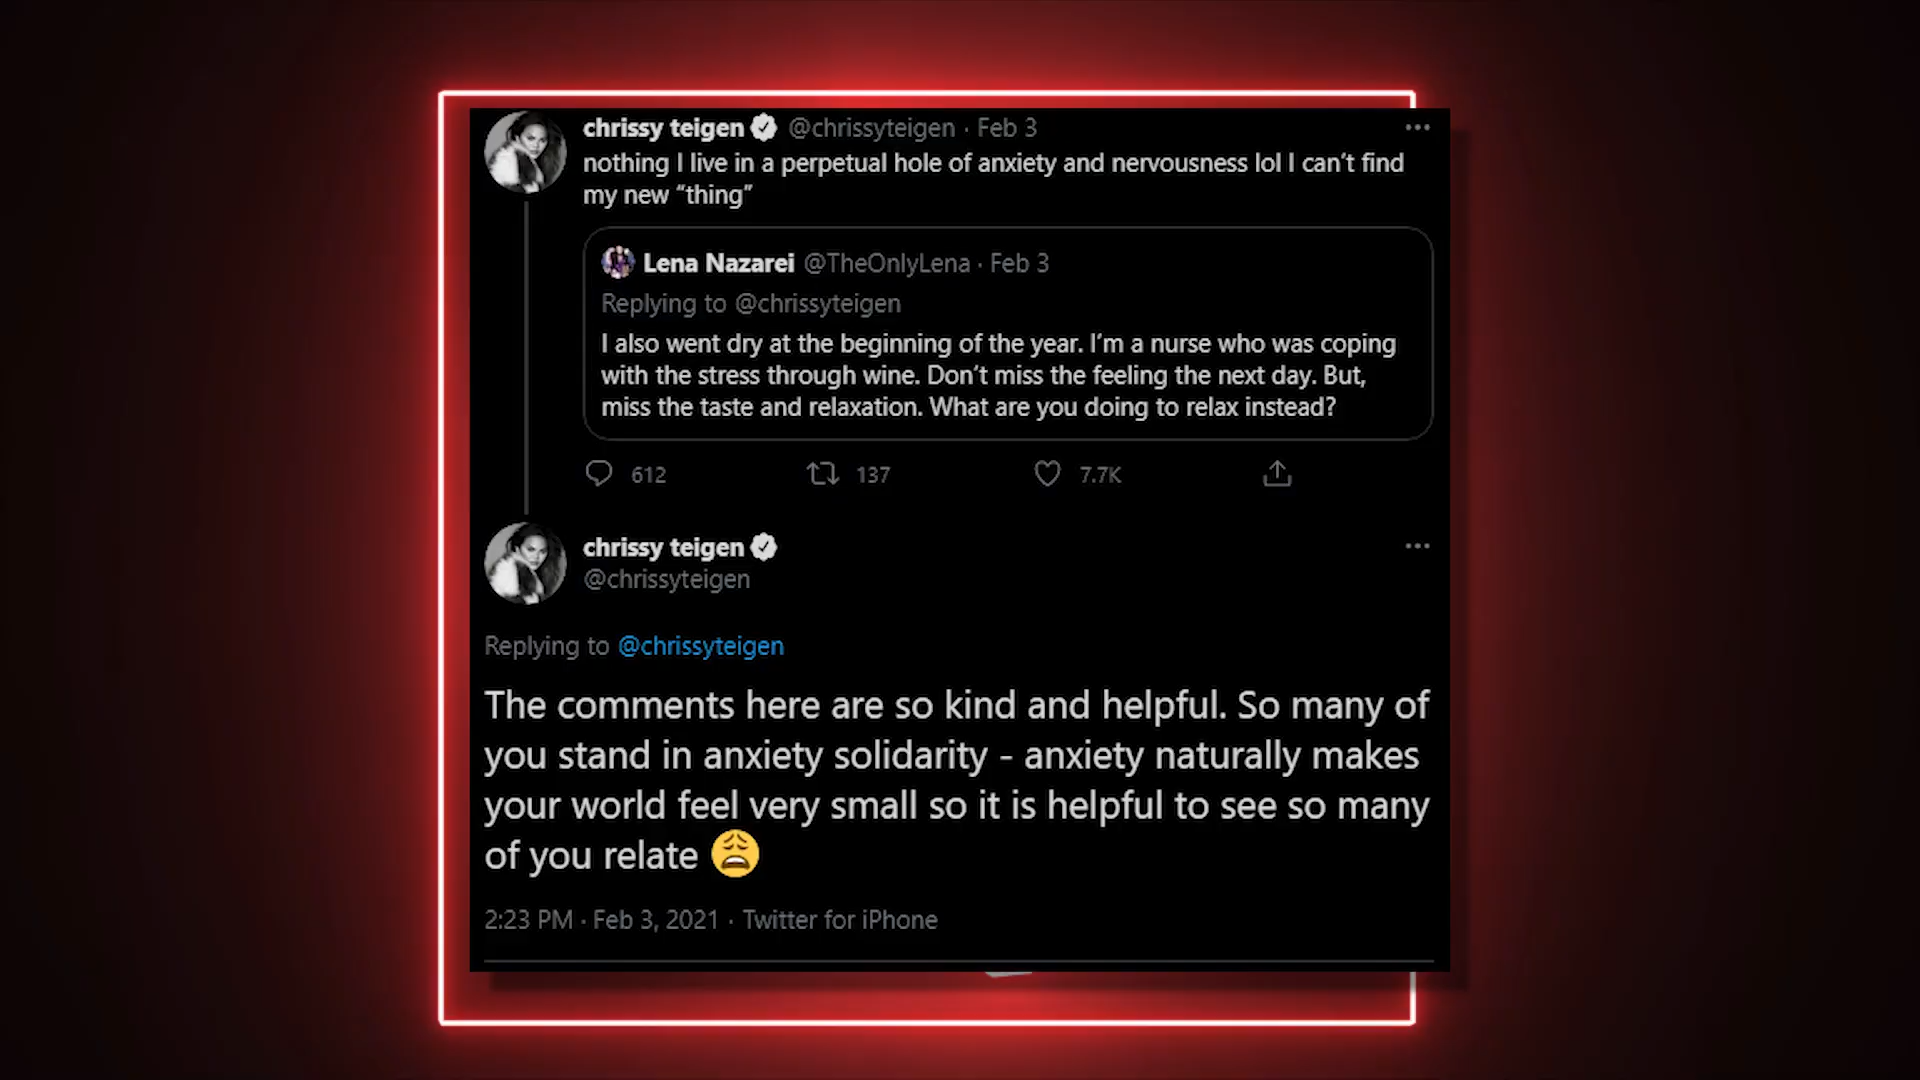 chrissy teigen @chrissyteigen · Feb 3
nothing I live in a perpetual hole of anxiety and nervousness lol I can't find
my new “thing”
Lena Nazarei @TheOnlyLena · Feb 3
Replying to @chrissyteigen
I also went dry at the beginning of the year. I'm a nurse who was coping
with the stress through wine. Don't miss the feeling the next day. But,
miss the taste and relaxation. What are you doing to relax instead?
612 137 7.7K
chrissy teigen
@chrissyteigen
Replying to @chrissyteigen
The comments here are so kind and helpful. So many of
you stand in anxiety solidarity - anxiety naturally makes
your world feel very small so it is helpful to see so many
of you relate 😩
2:23 PM · Feb 3, 2021 · Twitter for iPhone